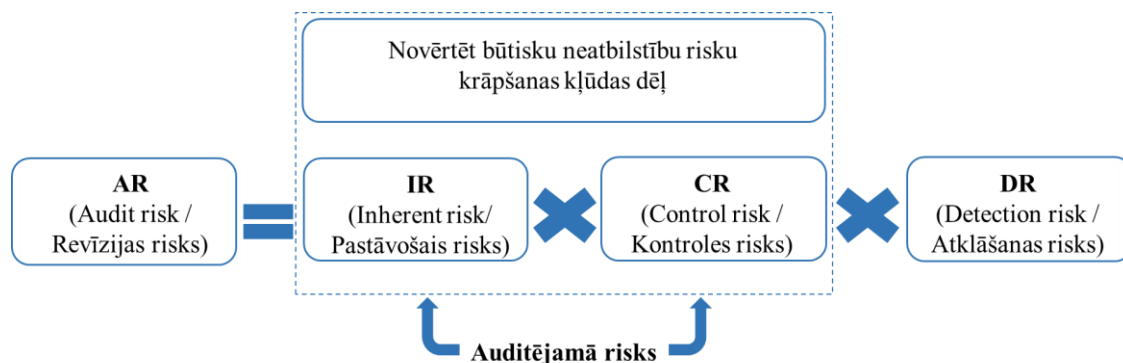 Novērtēt būtisku neatbilstību risku
krāpšanas kļūdas dēļ
AR
(Audit risk /
Revīzijas risks)
IR
(Inherent risk/
Pastāvošais risks)
CR
(Control risk /
Kontroles risks)
DR
(Detection risk /
Atklāšanas risks)
Auditējamā risks